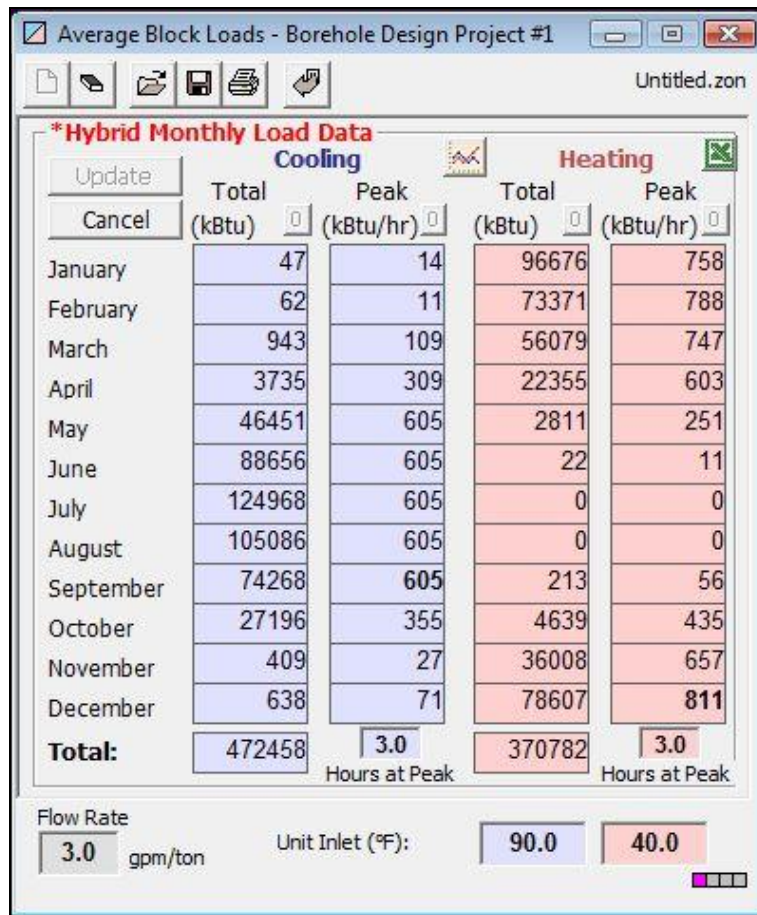 Average Block Loads - Borehole Design Project #1
Untitled.zon
*Hybrid Monthly Load Data
Update
Cooling
Heating
Cancel
Total Peak Total Peak
(kBtu) 0 (kBtu/hr) 0 (kBtu) 0 (kBtu/hr) 0
January 47 14 96676 758
February 62 11 73371 788
March 943 109 56079 747
April 3735 309 22355 603
May 46451 605 2811 251
June 88656 605 22 11
July 124968 605 0 0
August 105086 605 0 0
September 74268 605 213 56
October 27196 355 4639 435
November 409 27 36008 657
December 638 71 78607 811
Total: 472458 3.0 370782 3.0
Hours at Peak Hours at Peak
Flow Rate
3.0 gpm/ton Unit Inlet (°F): 90.0 40.0